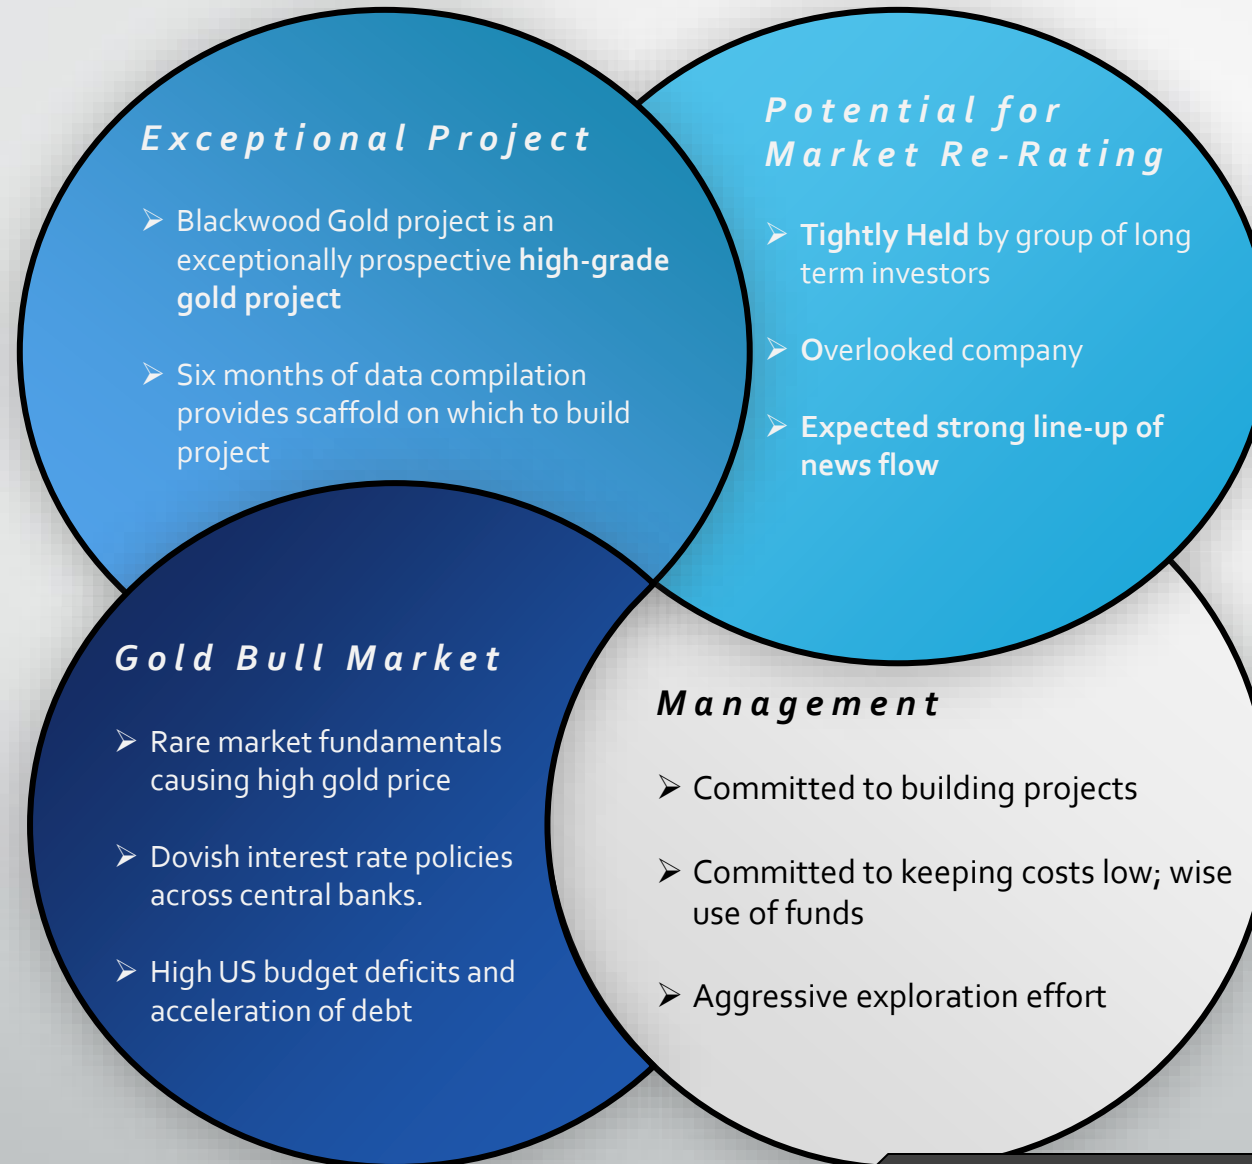 Exceptional Project
➢ Blackwood Gold project is an
exceptionally prospective high-grade
gold project
➢ Six months of data compilation
provides scaffold on which to build
project
Potential for
Market Re-Rating
➢ Tightly Held by group of long
term investors
➢ Overlooked company
➢ Expected strong line-up of
news flow
Gold Bull Market
➢ Rare market fundamentals
causing high gold price
➢ Dovish interest rate policies
across central banks.
➢ High US budget deficits and
acceleration of debt
Management
➢ Committed to building projects
➢ Committed to keeping costs low; wise
use of funds
➢ Aggressive exploration effort